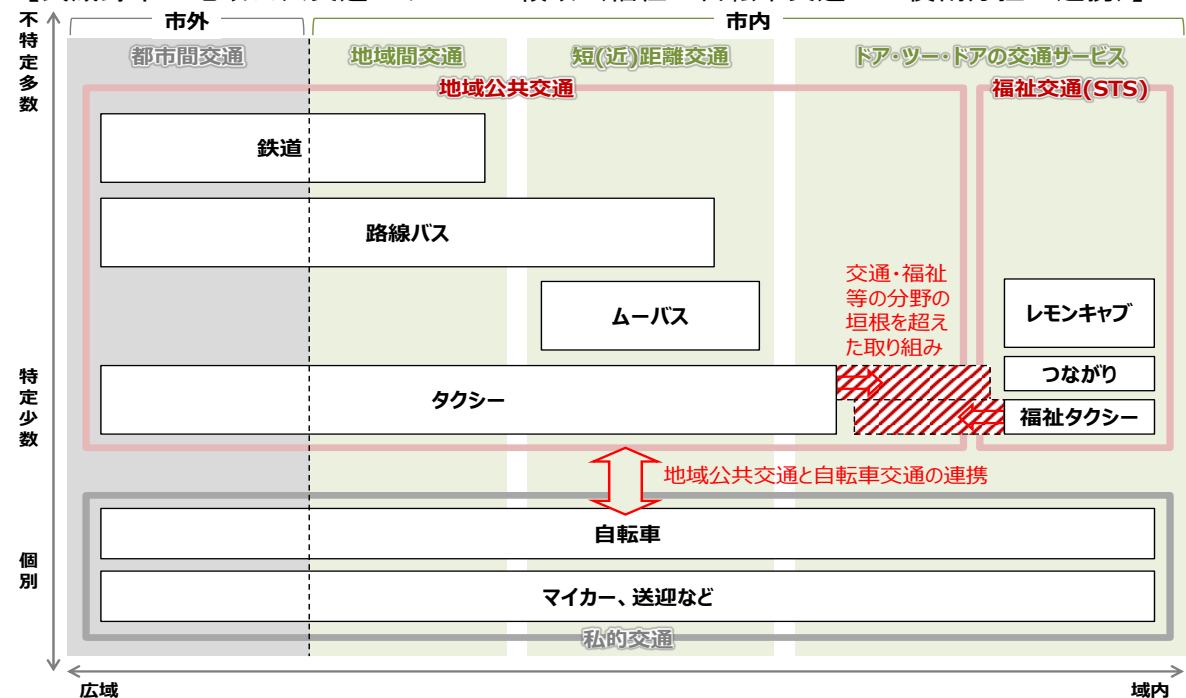 市外
市内
不特定多数
都市間交通
地域間交通
短(近)距離交通
ドア・ツー・ドアの交通サービス
地域公共交通
福祉交通(STS)
鉄道
路線バス
交通・福祉
等の分野の
垣根を超え
た取り組み
ムーバス
レモンキャブ
つながり
特定少数
タクシー
福祉タクシー
地域公共交通と自転車交通の連携
自転車
個別
マイカー、送迎など
私的交通
広域
域内